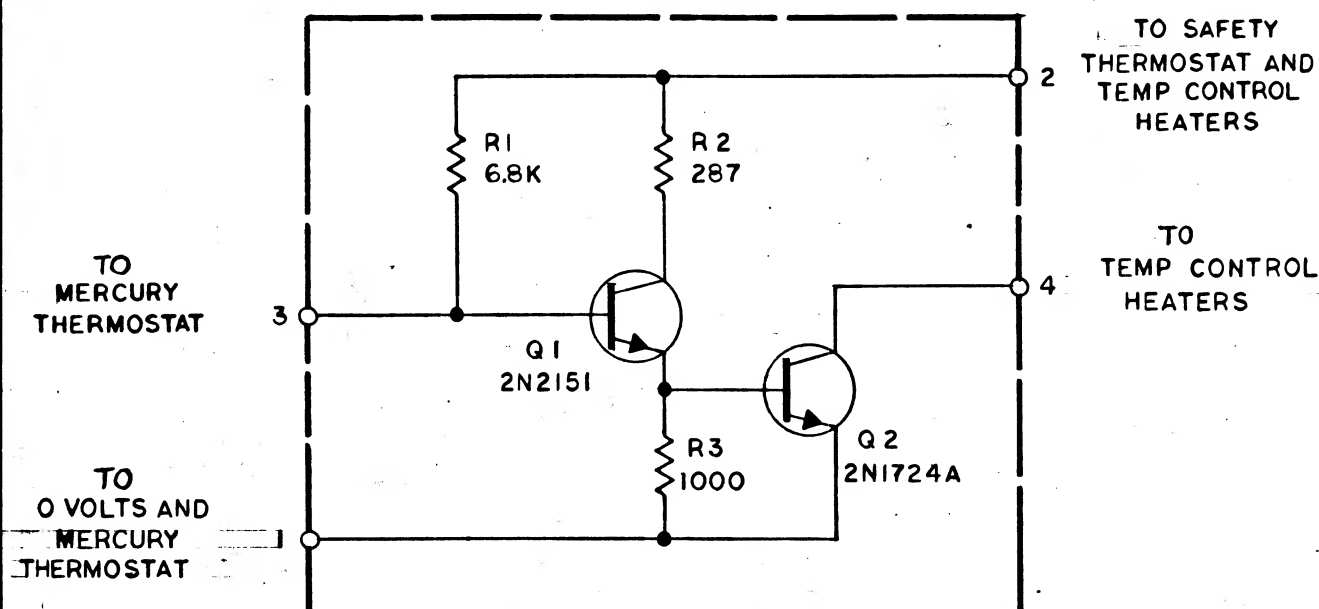 TO SAFETY
THERMOSTAT AND
TEMP CONTROL
HEATERS
2
R1
6.8K
R2
287
TO
TEMP CONTROL
HEATERS
4
TO
MERCURY
THERMOSTAT
3
Q1
2N2151
Q2
2N1724A
R3
1000
TO
0 VOLTS AND
MERCURY
THERMOSTAT
1